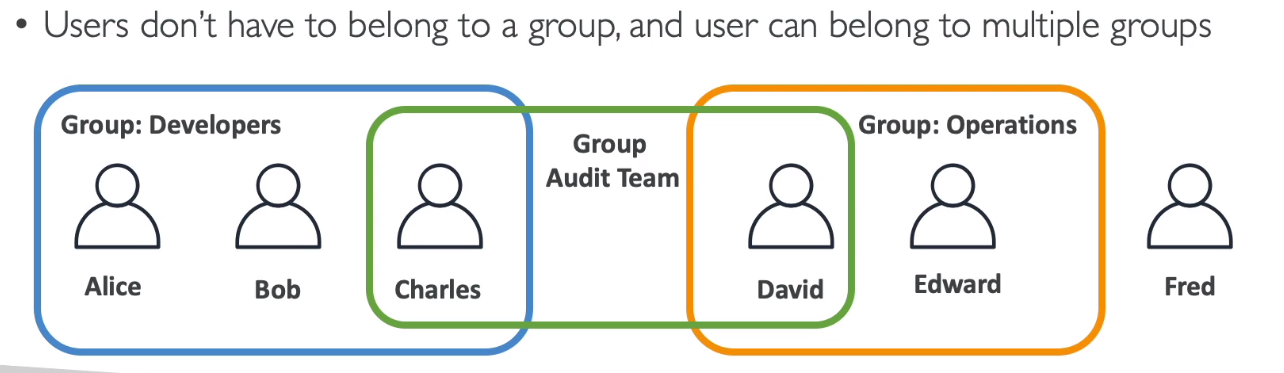 • Users don’t have to belong to a group, and user can belong to multiple groups
Group: Developers
Group
Audit Team
Group: Operations
Alice
Bob
Charles
David
Edward
Fred